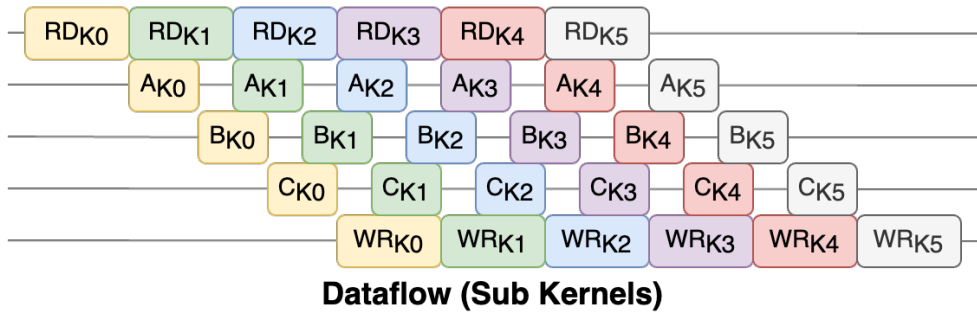 RDK0 RDK1 RDK2 RDK3 RDK4 RDK5
AK0 AK1 AK2 AK3 AK4 AK5
BK0 BK1 BK2 BK3 BK4 BK5
CK0 CK1 CK2 CK3 CK4 CK5
WRK0 WRK1 WRK2 WRK3 WRK4 WRK5
Dataflow (Sub Kernels)